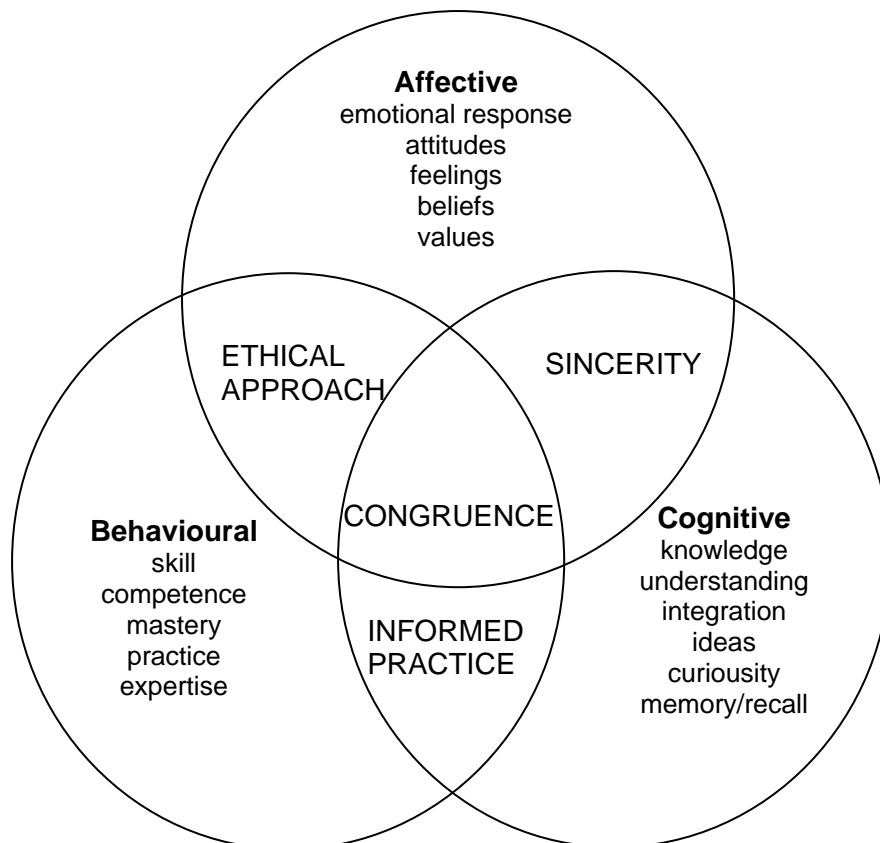 Affective
emotional response
attitudes
feelings
beliefs
values
ETHICAL
APPROACH
SINCERITY
CONGRUENCE
Behavioural
skill
competence
mastery
practice
expertise
Cognitive
knowledge
understanding
integration
ideas
curiousity
memory/recall
INFORMED
PRACTICE